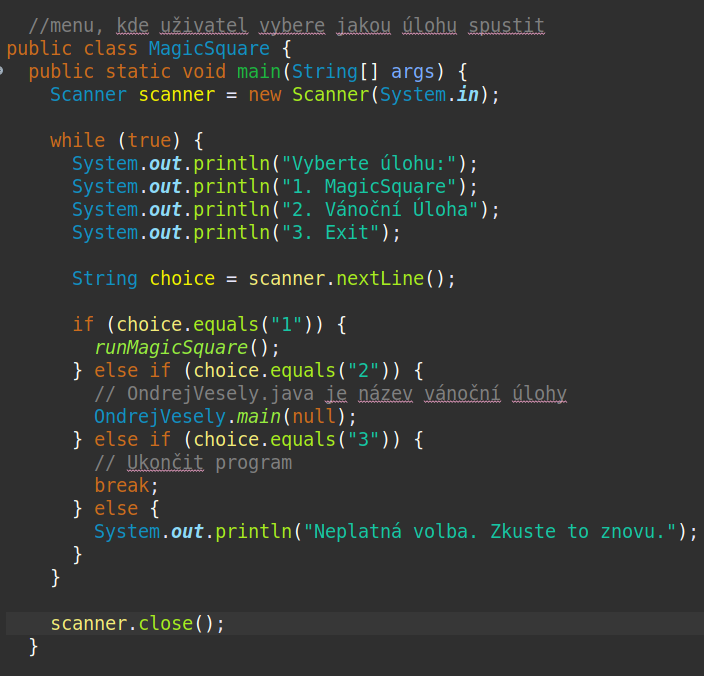 //menu, kde uživatel vybere jakou úlohu spustit
public class MagicSquare {
  public static void main(String[] args) {
    Scanner scanner = new Scanner(System.in);

    while (true) {
      System.out.println("Vyberte úlohu:");
      System.out.println("1. MagicSquare");
      System.out.println("2. Vánoční Úloha");
      System.out.println("3. Exit");

      String choice = scanner.nextLine();

      if (choice.equals("1")) {
        runMagicSquare();
      } else if (choice.equals("2")) {
        // OndrejVesely.java je název vánoční úlohy
        OndrejVesely.main(null);
      } else if (choice.equals("3")) {
        // Ukončit program
        break;
      } else {
        System.out.println("Neplatná volba. Zkuste to znovu.");
      }
    }

    scanner.close();
  }